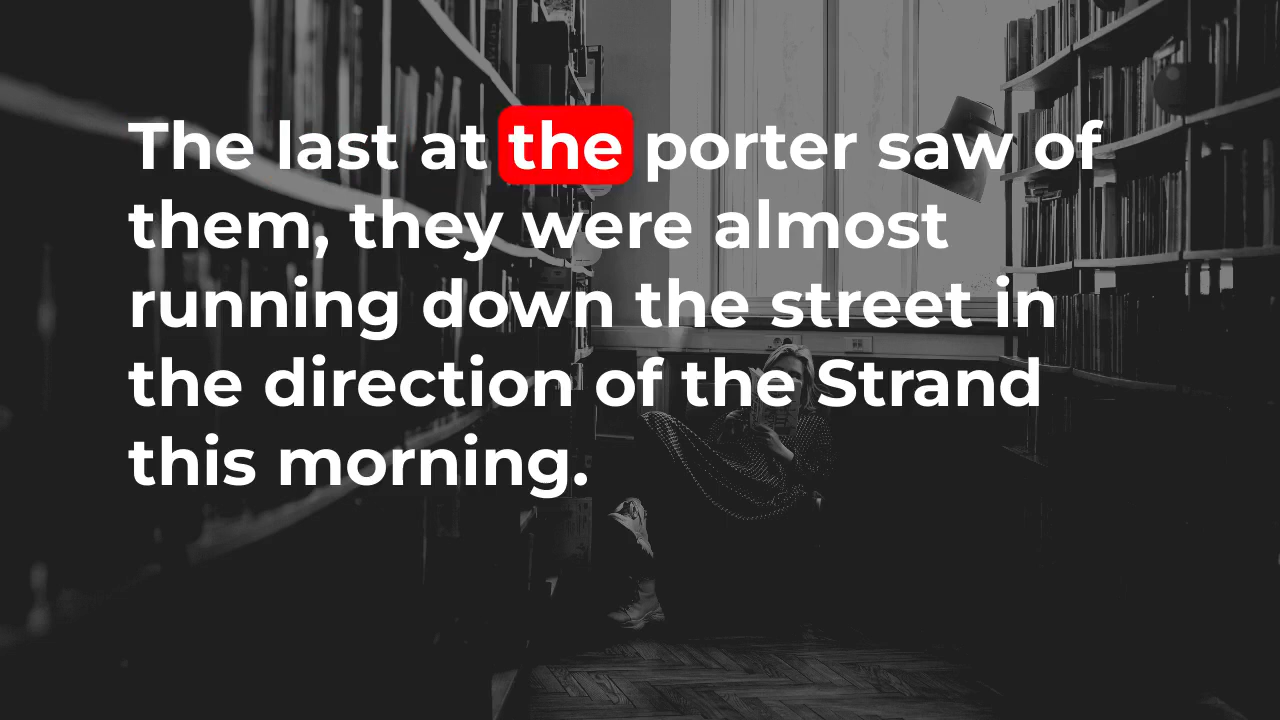 The last at the porter saw of
them, they were almost
running down the street in
the direction of the Strand
this morning.